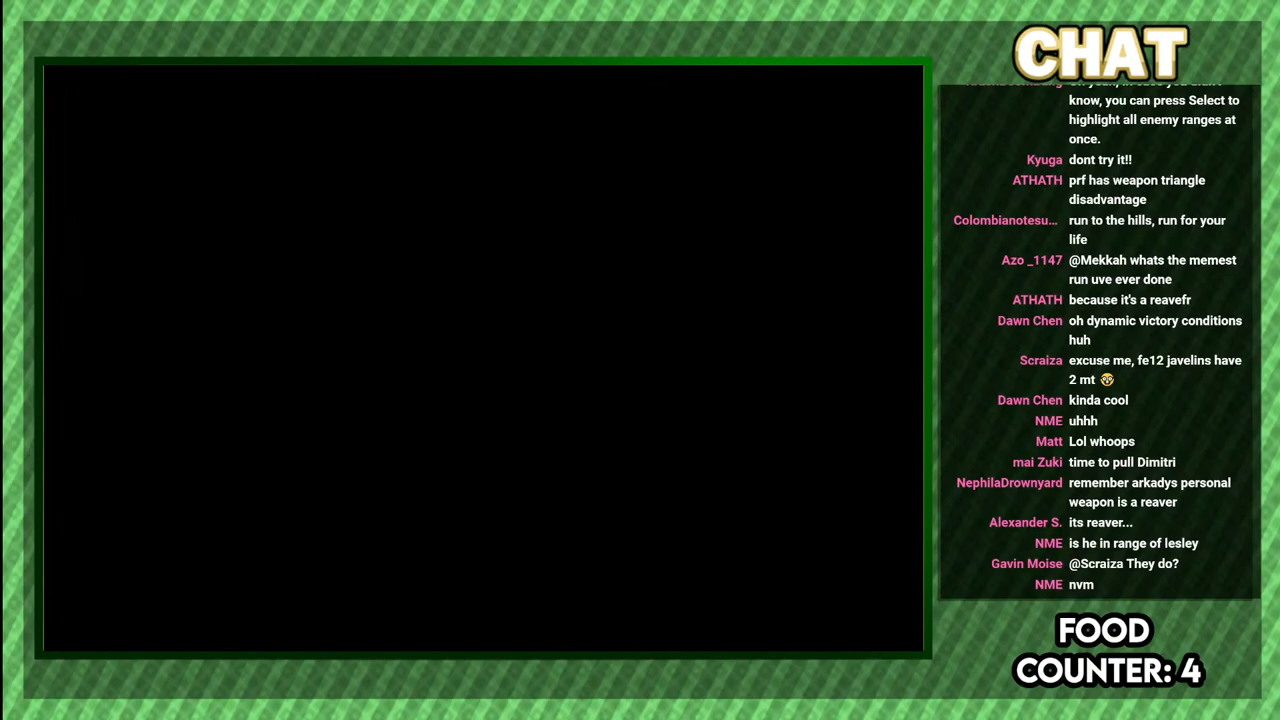 CHAT
know, you can press Select to
highlight all enemy ranges at
once.
Kyuga dont try it!!
ATHATH prf has weapon triangle
disadvantage
Colombianotesu... run to the hills, run for your
life
Azo _1147 @Mekkah whats the memest
run uve ever done
ATHATH because it's a reavefr
Dawn Chen oh dynamic victory conditions
huh
Scraiza excuse me, fe12 javelins have
2 mt 🤓
Dawn Chen kinda cool
NME uhhh
Matt Lol whoops
mai Zuki time to pull Dimitri
NephilaDrownyard remember arkadys personal
weapon is a reaver
Alexander S. its reaver...
NME is he in range of lesley
Gavin Moise @Scraiza They do?
NME nvm
FOOD
COUNTER: 4